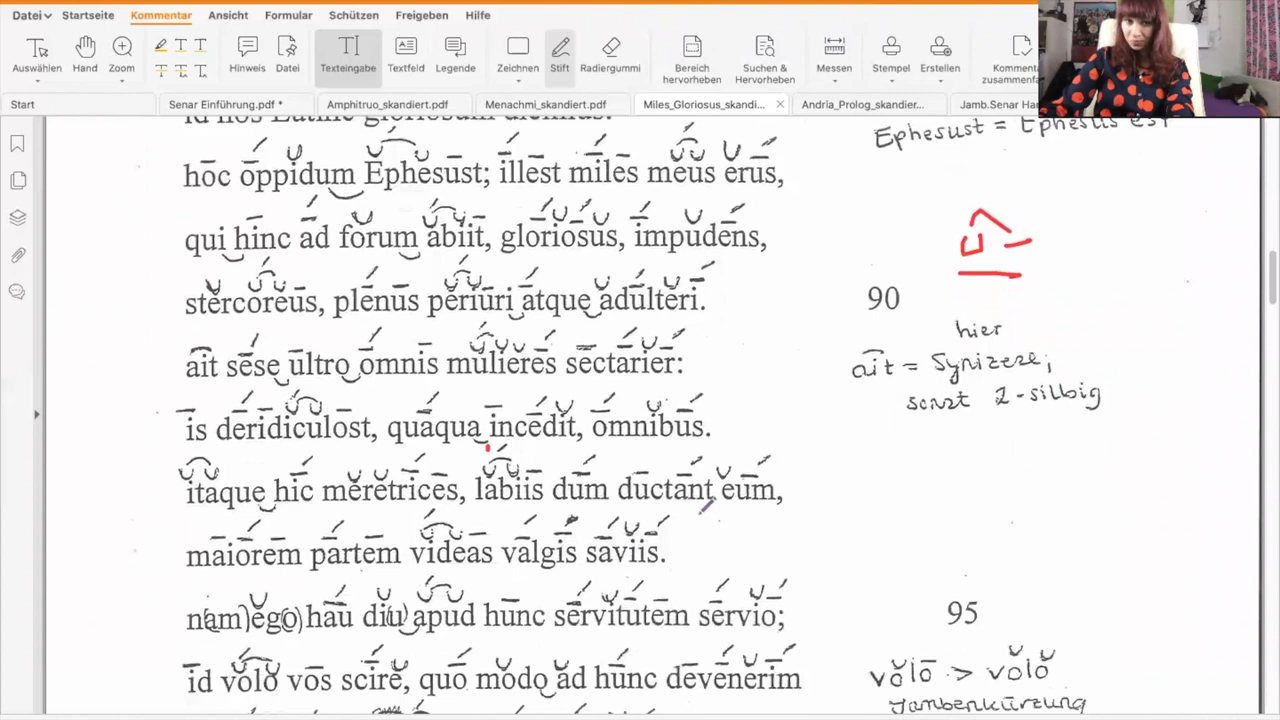 Datei Startseite Kommentar Ansicht Formular Schützen Freigeben Hilfe
Auswählen Hand Zoom Hinweis Datei Texteingabe Textfeld Legende Zeichnen Stift Radiergummi Bereich hervorheben Suchen & Hervorheben Messen Stempel Erstellen
Start Senar Einführung.pdf * Amphitruo_skandiert.pdf Menachmi_skandiert.pdf Miles_Gloriosus_skandi... Andria_Prolog_skandier... Jamb.Senar
hoc oppidum Ephesust; illest miles meus erus,
qui hinc ad forum abiit, gloriosus, impudens,
stercoreus, plenus periuri atque adulteri.
90
ait sese ultro omnis mulieres sectarier:
is deridiculost, quaqua incedit, omnibus.
itaque hic meretrices, labiis dum ductant eum,
maiorem partem videas valgis saviis.
nam) ego) hau diu) apud hunc servitutem servio;
95
id volo vos scire, quo modo ad hunc devenerim
Ephesust = Ephesus est
hier
ait = Synizese;
sonst 2-silbig
vŏlō > vŏlŏ
Jambenkürzung